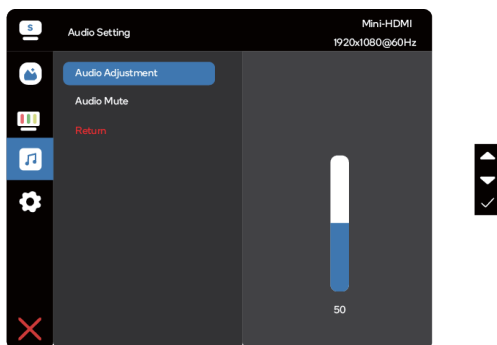 S
Audio Setting
Mini-HDMI
1920x1080@60Hz
Audio Adjustment
Audio Mute
Return
50